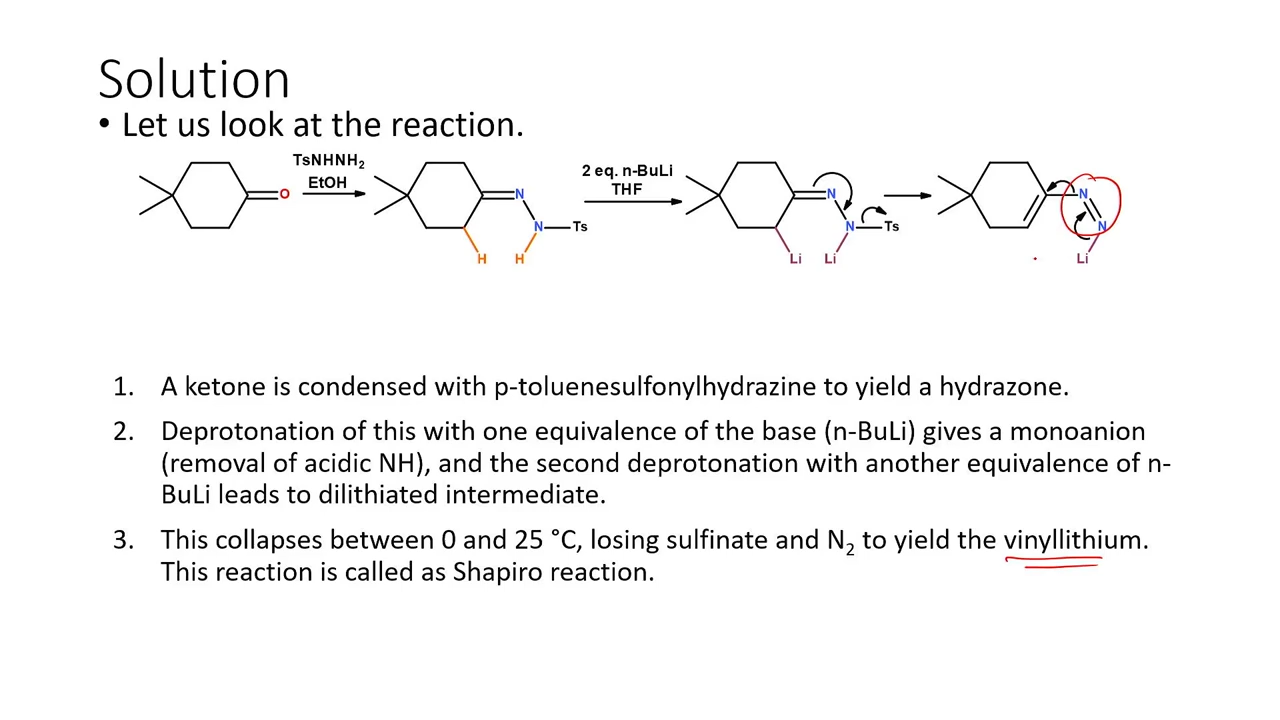 Solution
• Let us look at the reaction.
TsNHNH₂
EtOH
O
N
N
Ts
H
H
2 eq. n-BuLi
THF
N
N
Ts
Li
Li
N
N
Li
1. A ketone is condensed with p-toluenesulfonylhydrazine to yield a hydrazone.
2. Deprotonation of this with one equivalence of the base (n-BuLi) gives a monoanion
(removal of acidic NH), and the second deprotonation with another equivalence of n-
BuLi leads to dilithiated intermediate.
3. This collapses between 0 and 25 °C, losing sulfinate and N₂ to yield the vinyllithium.
This reaction is called as Shapiro reaction.